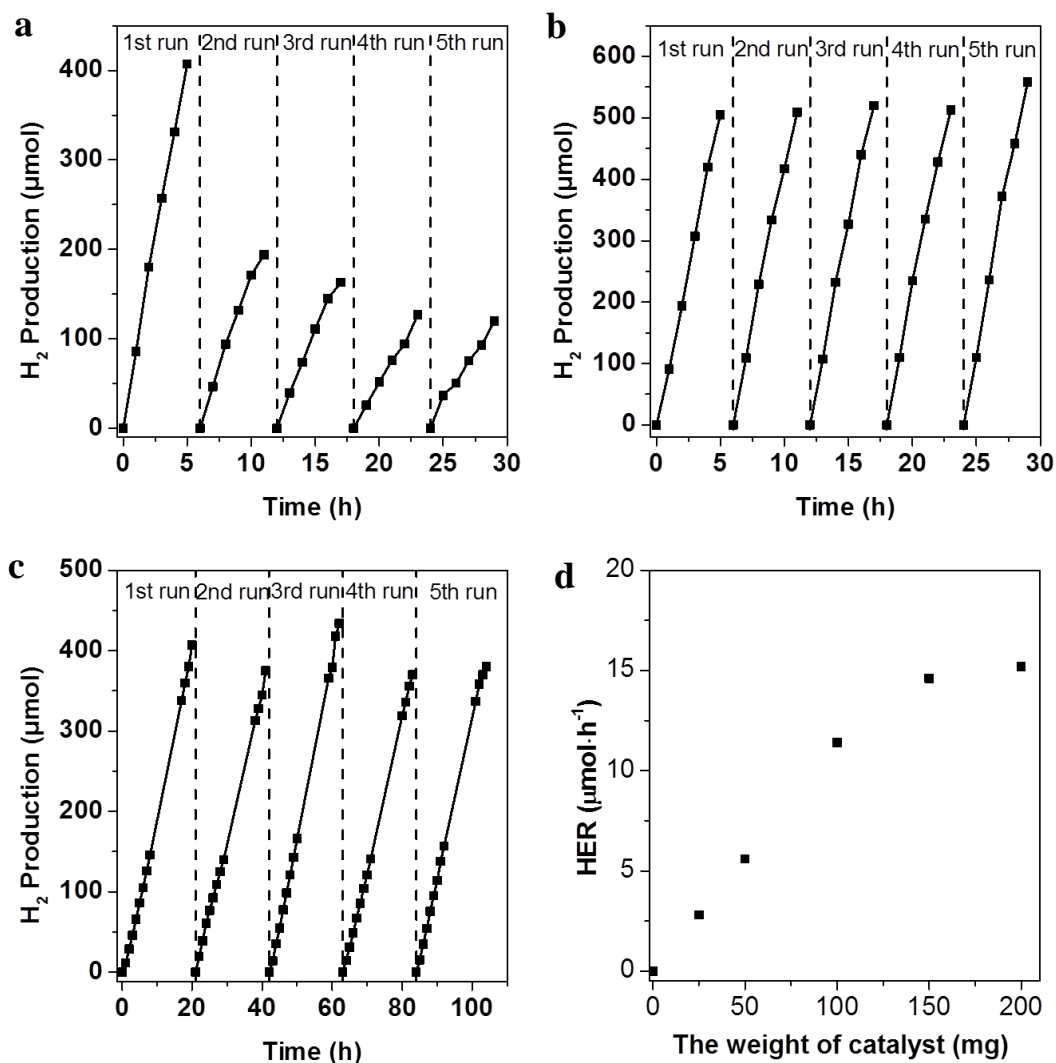 a
1st run 2nd run 3rd run 4th run 5th run
400
300
200
100
0
H₂ Production (μmol)
0 5 10 15 20 25 30
Time (h)
b
1st run 2nd run 3rd run 4th run 5th run
600
500
400
300
200
100
0
H₂ Production (μmol)
0 5 10 15 20 25 30
Time (h)
c
1st run 2nd run 3rd run 4th run 5th run
500
400
300
200
100
0
H₂ Production (μmol)
0 20 40 60 80 100
Time (h)
d
20
15
10
5
0
HER (μmol·h⁻¹)
0 50 100 150 200
The weight of catalyst (mg)